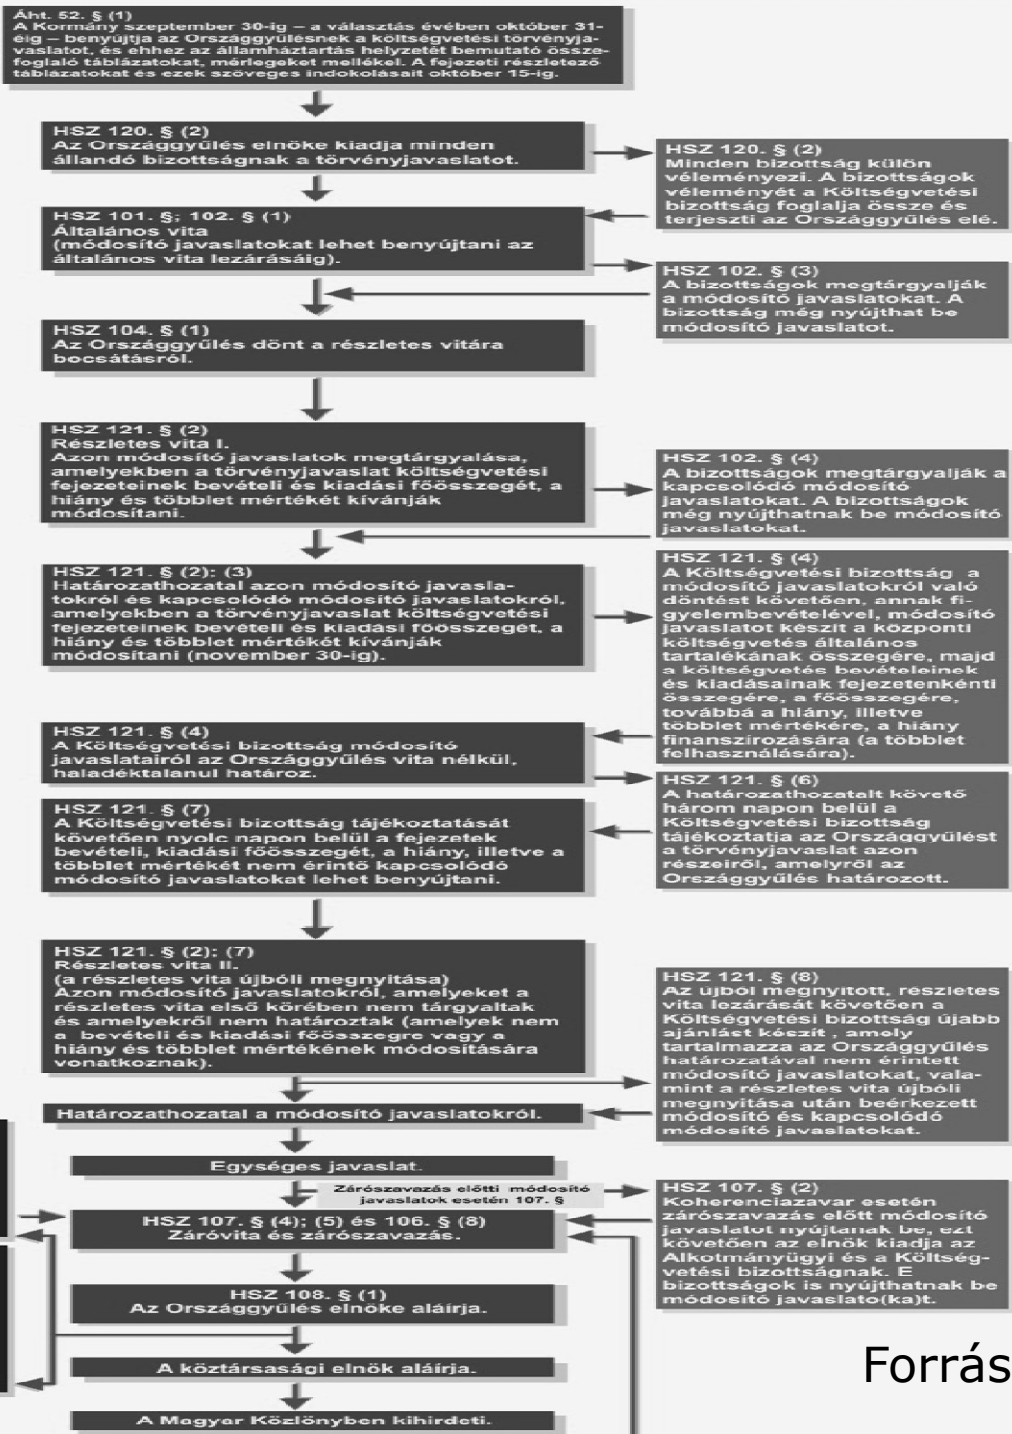 Áht. 52. § (1)
A Kormány szeptember 30-ig – a választás évében október 31-
éig – benyújtja az Országgyűlésnek a költségvetési törvényja-
vaslatot, és ehhez az államháztartás helyzetét bemutató össze-
foglaló táblázatokat, mérlegeket mellékel. A fejezeti részletező
táblázatokat és ezek szöveges indokolásait október 15-ig.
HSZ 120. § (2)
Az Országgyűlés elnöke kiadja minden
állandó bizottságnak a törvényjavaslatot.
HSZ 120. § (2)
Minden bizottság külön
véleményezi. A bizottságok
véleményét a Költségvetési
bizottság foglalja össze és
terjeszti az Országgyűlés elé.
HSZ 101. §; 102. § (1)
Általános vita
(módosító javaslatokat lehet benyújtani az
általános vita lezárásáig).
HSZ 102. § (3)
A bizottságok megtárgyalják
a módosító javaslatokat. A
bizottság még nyújthat be
módosító javaslatot.
HSZ 104. § (1)
Az Országgyűlés dönt a részletes vitára
bocsátásról.
HSZ 121. § (2)
Részletes vita I.
Azon módosító javaslatok megtárgyalása,
amelyekben a törvényjavaslat költségvetési
fejezeteinek bevételi és kiadási főösszegét, a
hiány és többlet mértékét kívánják
módosítani.
HSZ 102. § (4)
A bizottságok megtárgyalják a
kapcsolódó módosító
javaslatokat. A bizottságok
még nyújthatnak be módosító
javaslatokat.
HSZ 121. § (2); (3)
Határozathozatal azon módosító javasla-
tokról és kapcsolódó módosító javaslatokról,
amelyekben a törvényjavaslat költségvetési
fejezeteinek bevételi és kiadási főösszegét, a
hiány és többlet mértékét kívánják
módosítani (november 30-ig).
HSZ 121. § (4)
A Költségvetési bizottság a
módosító javaslatokról való
döntést követően, annak fi-
gyelembevételével, módosító
javaslatot készít a központi
költségvetés általános
tartalékának összegére, majd
a költségvetés bevételeinek
és kiadásainak fejezetenkénti
összegére, a főösszegére,
továbbá a hiány, illetve
többlet mértékére, a hiány
finanszírozására (a többlet
felhasználására).
HSZ 121. § (4)
A Költségvetési bizottság módosító
javaslatairól az Országgyűlés vita nélkül,
haladéktalanul határoz.
HSZ 121. § (6)
A határozathozatalt követő
három napon belül a
Költségvetési bizottság
tájékoztatja az Országgyűlést
a törvényjavaslat azon
részeiről, amelyről az
Országgyűlés határozott.
HSZ 121. § (7)
A Költségvetési bizottság tájékoztatását
követően nyolc napon belül a fejezetek
bevételi, kiadási főösszegét, a hiány, illetve a
többlet mértékét nem érintő kapcsolódó
módosító javaslatokat lehet benyújtani.
HSZ 121. § (2); (7)
Részletes vita II.
(a részletes vita újbóli megnyitása)
Azon módosító javaslatokról, amelyeket a
részletes vita első körében nem tárgyaltak
és amelyekről nem határoztak (amelyek nem
a bevételi és kiadási főösszegre vagy a
hiány és többlet mértékének módosítására
vonatkoznak).
HSZ 121. § (8)
Az újból megnyitott, részletes
vita lezárását követően a
Költségvetési bizottság újabb
ajánlást készít , amely
tartalmazza az Országgyűlés
határozatával nem érintett
módosító javaslatokat, vala-
mint a részletes vita újbóli
megnyitása után beérkezett
módosító és kapcsolódó
módosító javaslatokat.
Határozathozatal a módosító javaslatokról.
Egységes javaslat.
Zárószavazás előtti módosító
javaslatok esetén 107. §
HSZ 107. § (2)
Koherenciazavar esetén
zárószavazás előtt módosító
javaslatot nyújtanak be, ezt
követően az elnök kiadja az
Alkotmányügyi és a Költség-
vetési bizottságnak. E
bizottságok is nyújthatnak be
módosító javaslato(ka)t.
HSZ 107. § (4); (5) és 106. § (8)
Záróvita és zárószavazás.
HSZ 108. § (1)
Az Országgyűlés elnöke aláírja.
A köztársasági elnök aláírja.
A Magyar Közlönyben kihirdeti.
Forrás